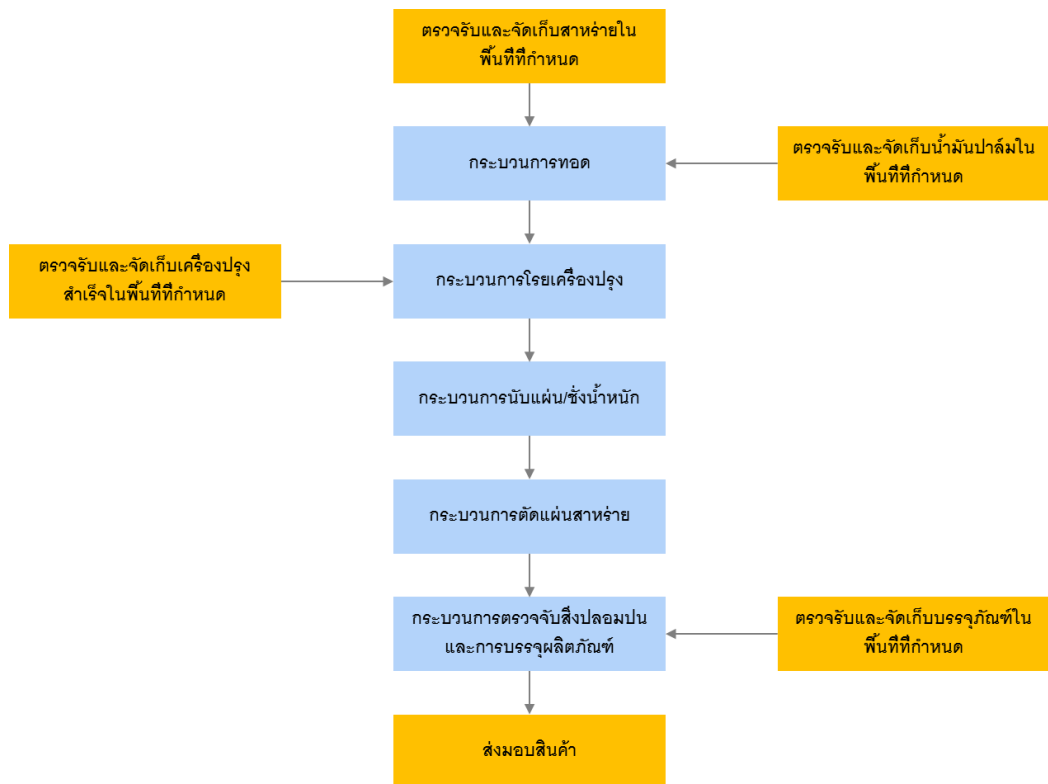 ตรวจรับและจัดเก็บสาหร่ายใน
พื้นที่ที่กำหนด
กระบวนการทอด
ตรวจรับและจัดเก็บน้ำมันปาล์มใน
พื้นที่ที่กำหนด
ตรวจรับและจัดเก็บเครื่องปรุง
สำเร็จในพื้นที่ที่กำหนด
กระบวนการโรยเครื่องปรุง
กระบวนการนับแผ่น/ชั่งน้ำหนัก
กระบวนการตัดแผ่นสาหร่าย
กระบวนการตรวจจับสิ่งปลอมปน
และการบรรจุผลิตภัณฑ์
ตรวจรับและจัดเก็บบรรจุภัณฑ์ใน
พื้นที่ที่กำหนด
ส่งมอบสินค้า